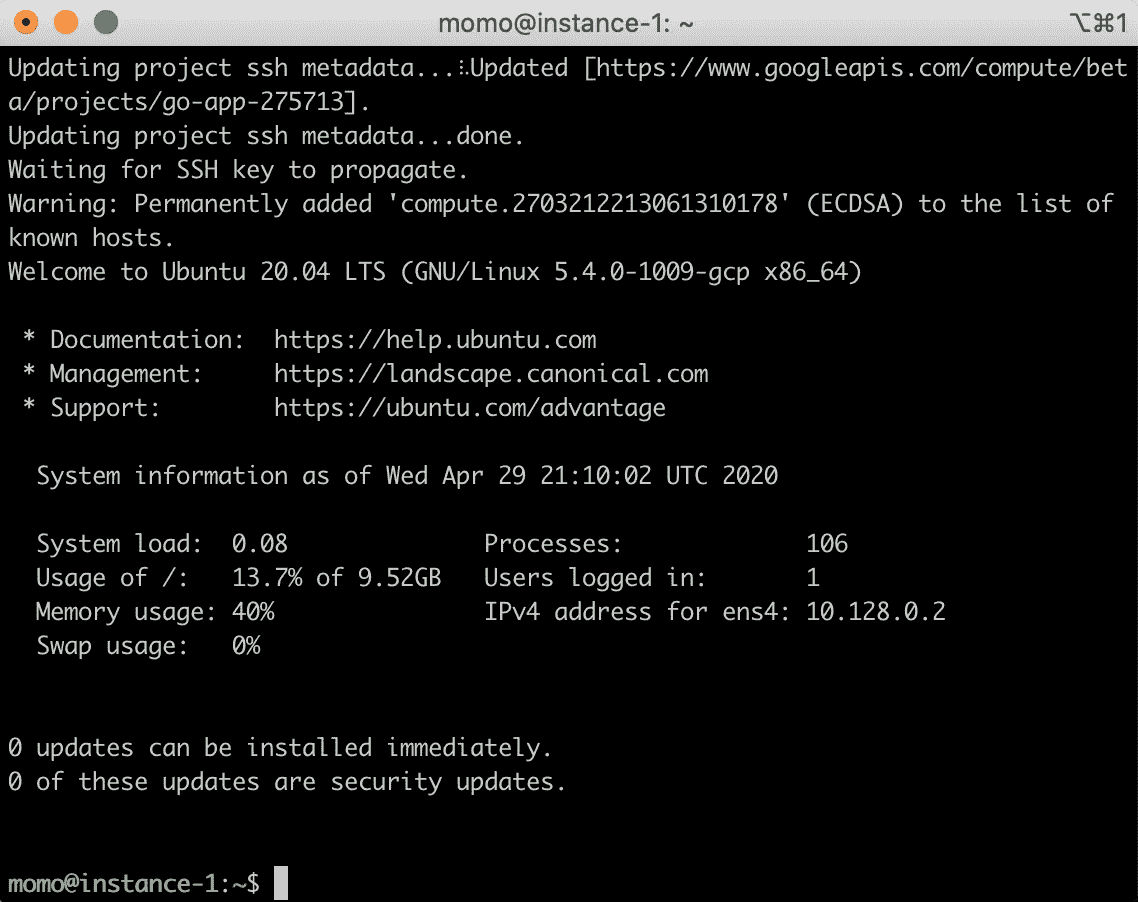 momo@instance-1: ~
⌥⌘1
Updating project ssh metadata...⠧Updated [https://www.googleapis.com/compute/bet
a/projects/go-app-275713].
Updating project ssh metadata...done.
Waiting for SSH key to propagate.
Warning: Permanently added 'compute.2703212213061310178' (ECDSA) to the list of
known hosts.
Welcome to Ubuntu 20.04 LTS (GNU/Linux 5.4.0-1009-gcp x86_64)
* Documentation:  https://help.ubuntu.com
* Management:     https://landscape.canonical.com
* Support:        https://ubuntu.com/advantage
System information as of Wed Apr 29 21:10:02 UTC 2020
System load:  0.08              Processes:             106
Usage of /:   13.7% of 9.52GB   Users logged in:       1
Memory usage: 40%               IPv4 address for ens4: 10.128.0.2
Swap usage:   0%
0 updates can be installed immediately.
0 of these updates are security updates.
momo@instance-1:~$